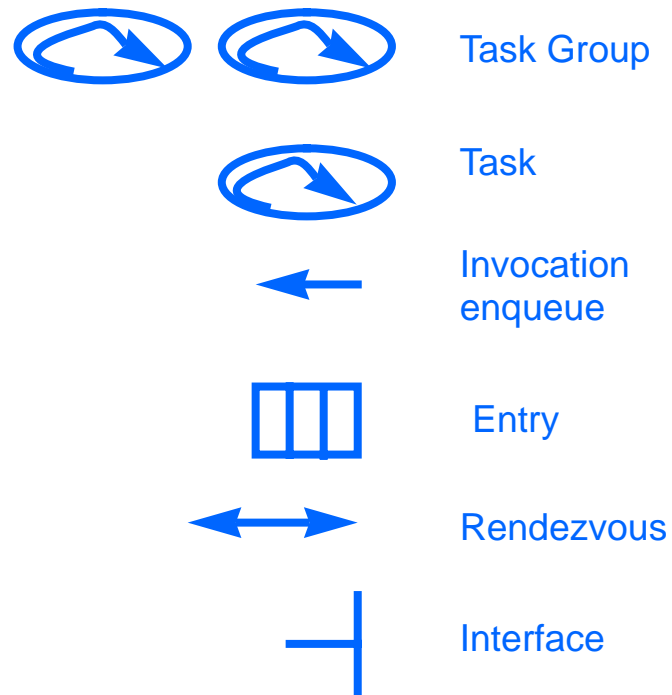 Task Group
Task
Invocation
enqueue
Entry
Rendezvous
Interface